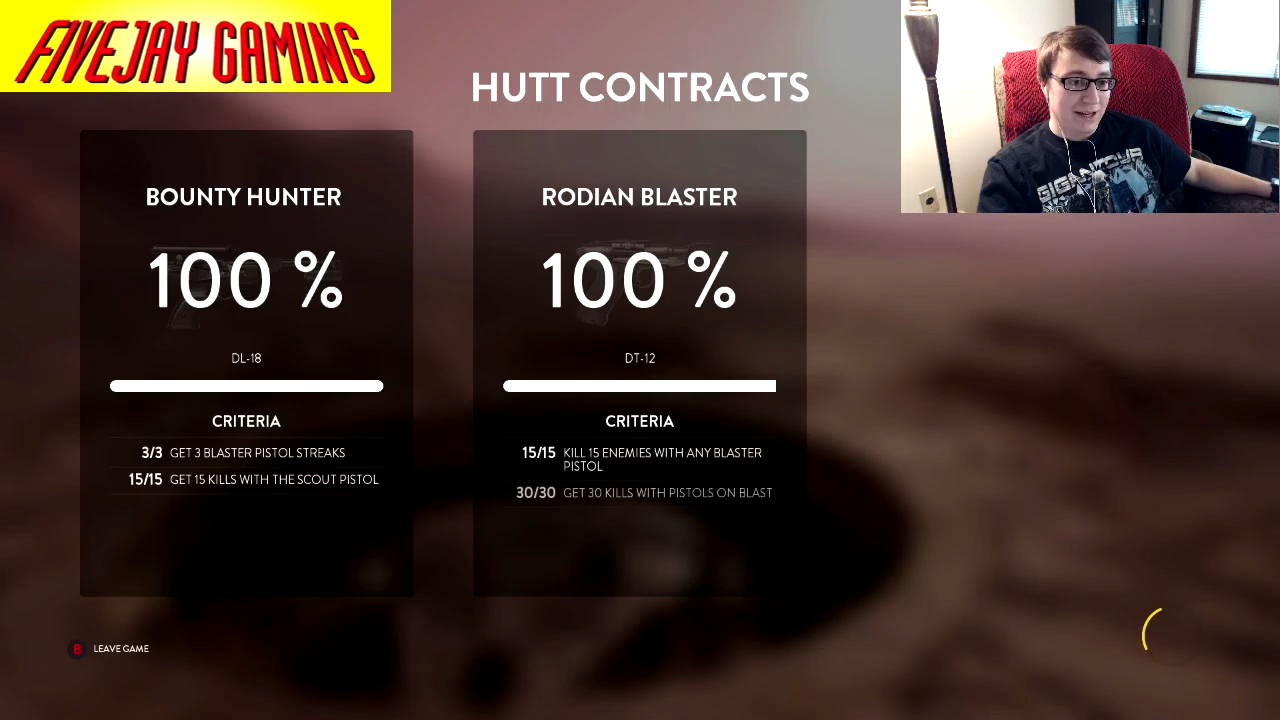 FIVEJAY GAMING
HUTT CONTRACTS
BOUNTY HUNTER
100 %
DL-18
CRITERIA
3/3 GET 3 BLASTER PISTOL STREAKS
15/15 GET 15 KILLS WITH THE SCOUT PISTOL
RODIAN BLASTER
100 %
DT-12
CRITERIA
15/15 KILL 15 ENEMIES WITH ANY BLASTER
PISTOL
30/30 GET 30 KILLS WITH PISTOLS ON BLAST
B LEAVE GAME
GIGANTOUR